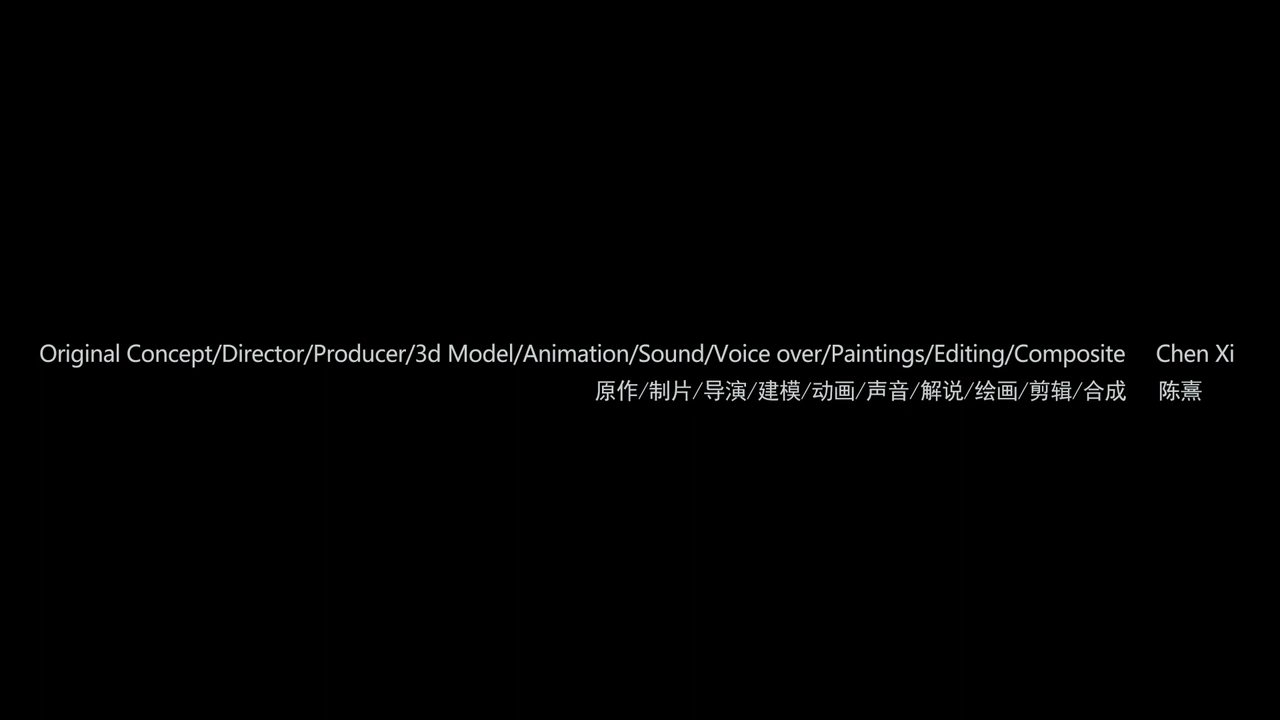 Original Concept/Director/Producer/3d Model/Animation/Sound/Voice over/Paintings/Editing/Composite Chen Xi
原作/制片/导演/建模/动画/声音/解说/绘画/剪辑/合成 陈熹